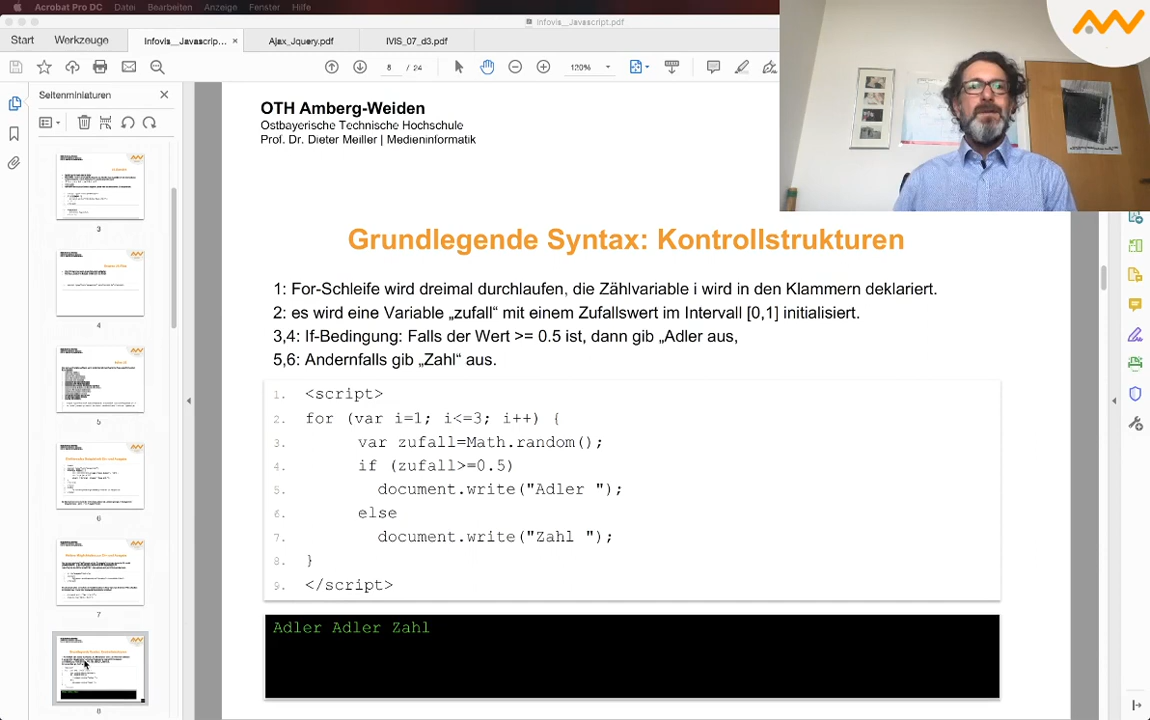 Acrobat Pro DC Datei Bearbeiten Anzeige Fenster Hilfe
Infovis__Javascript.pdf
Start Werkzeuge Infovis__Javascrip... × Ajax_Jquery.pdf IVIS_07_d3.pdf
8 / 24 120%
Seitenminiaturen
3
4
5
6
7
8
OTH Amberg-Weiden
Ostbayerische Technische Hochschule
Prof. Dr. Dieter Meiller | Medieninformatik
Grundlegende Syntax: Kontrollstrukturen
1: For-Schleife wird dreimal durchlaufen, die Zählvariable i wird in den Klammern deklariert.
2: es wird eine Variable „zufall“ mit einem Zufallswert im Intervall [0,1] initialisiert.
3,4: If-Bedingung: Falls der Wert >= 0.5 ist, dann gib „Adler aus,
5,6: Andernfalls gib „Zahl“ aus.
1. <script>
2. for (var i=1; i<=3; i++) {
3. var zufall=Math.random();
4. if (zufall>=0.5)
5. document.write("Adler ");
6. else
7. document.write("Zahl ");
8. }
9. </script>
Adler Adler Zahl